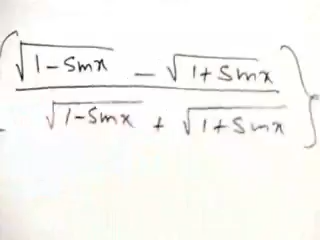 { √(1-Sinx) - √(1+Sinx)
√(1-Sinx) + √(1+Sinx) }